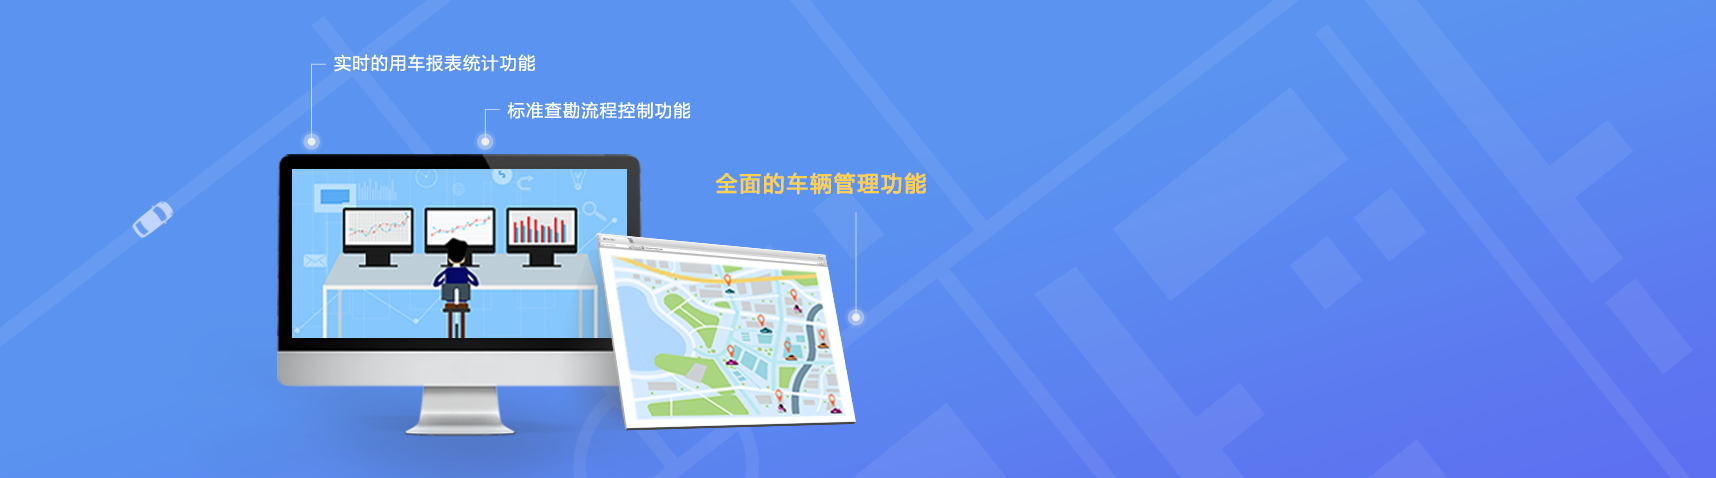 实时的用车报表统计功能
标准查勘流程控制功能
全面的车辆管理功能